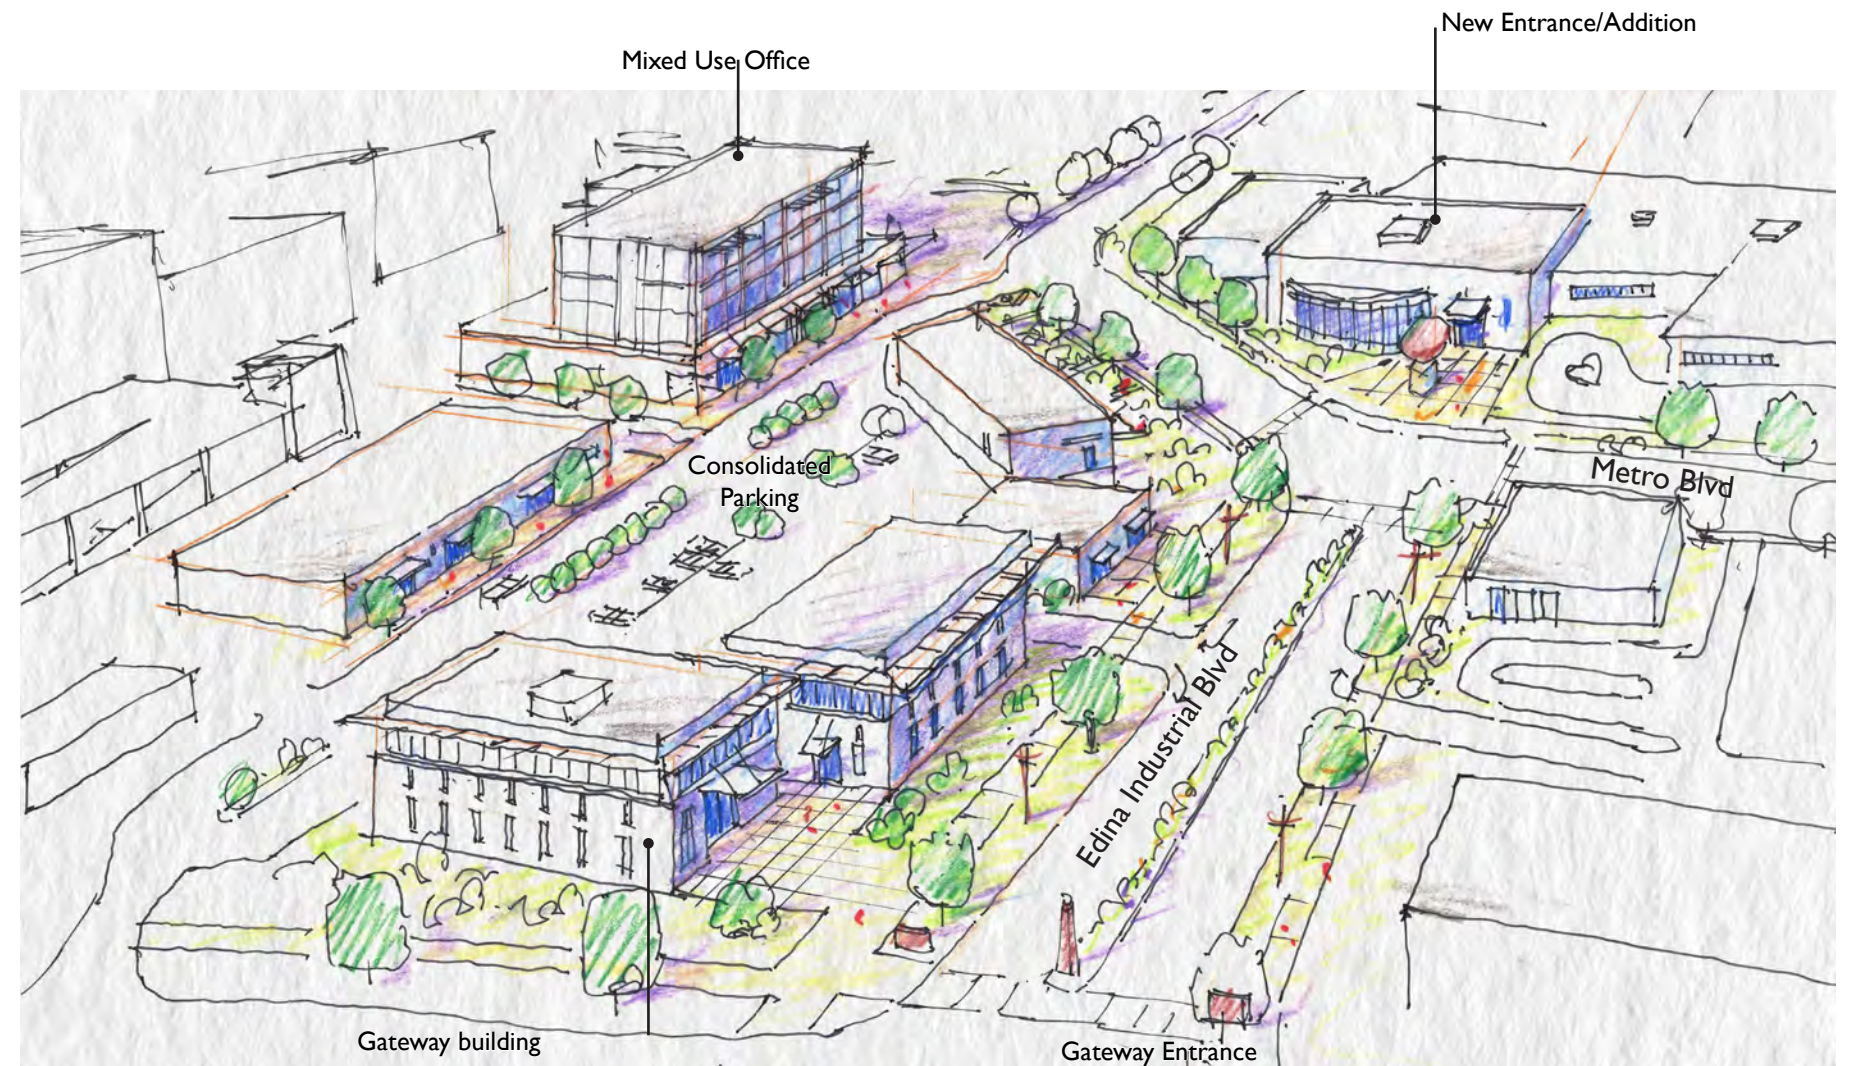 New Entrance/Addition
Mixed Use Office
Consolidated
Parking
Metro Blvd
Edina Industrial Blvd
Gateway building
Gateway Entrance